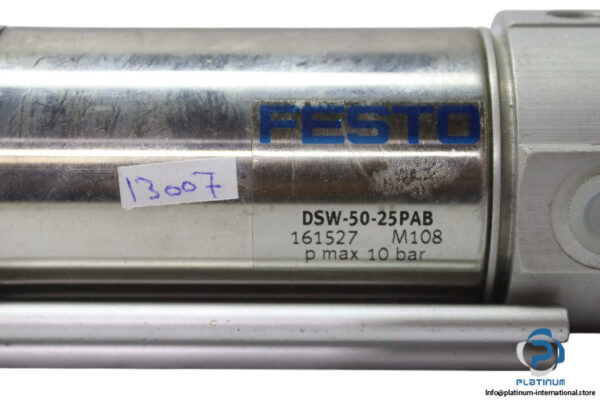 FESTO
13007
DSW-50-25PAB
161527 M108
p max 10 bar
PLATINUM
Info@platinum-international.store